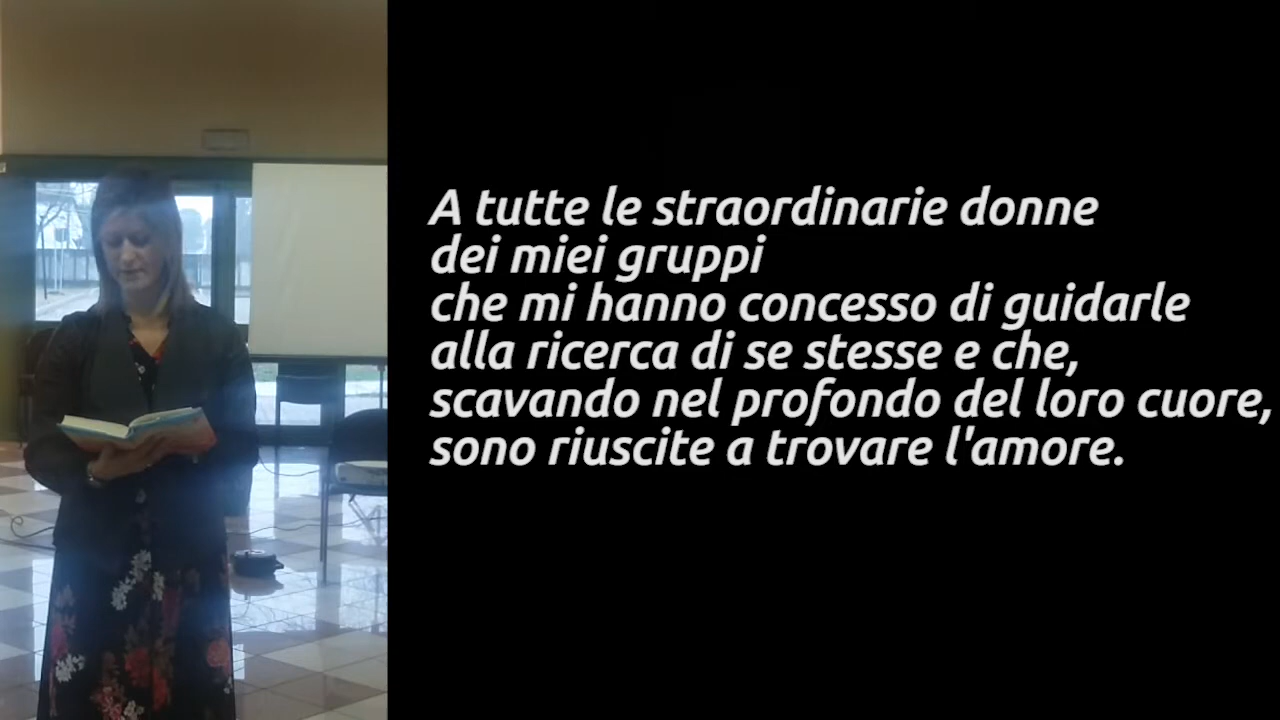 A tutte le straordinarie donne
dei miei gruppi
che mi hanno concesso di guidarle
alla ricerca di se stesse e che,
scavando nel profondo del loro cuore,
sono riuscite a trovare l'amore.